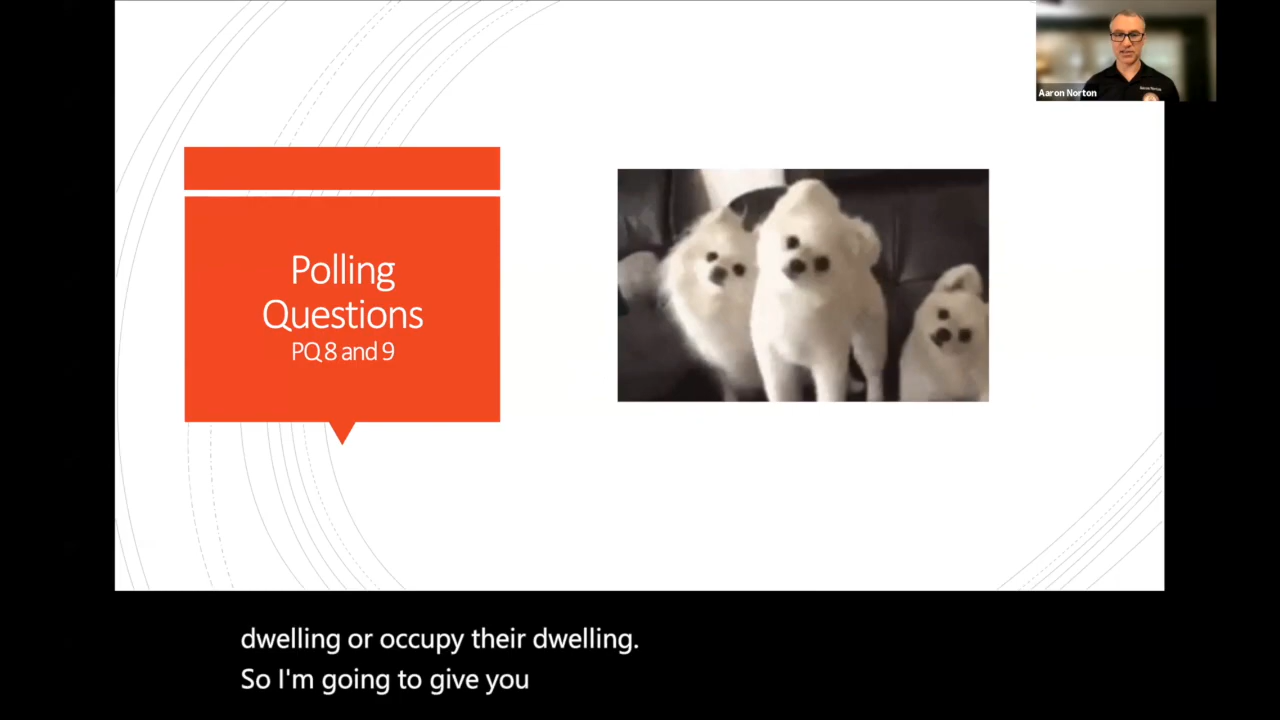 Aaron Norton
Polling
Questions
PQ 8 and 9
dwelling or occupy their dwelling.
So I'm going to give you